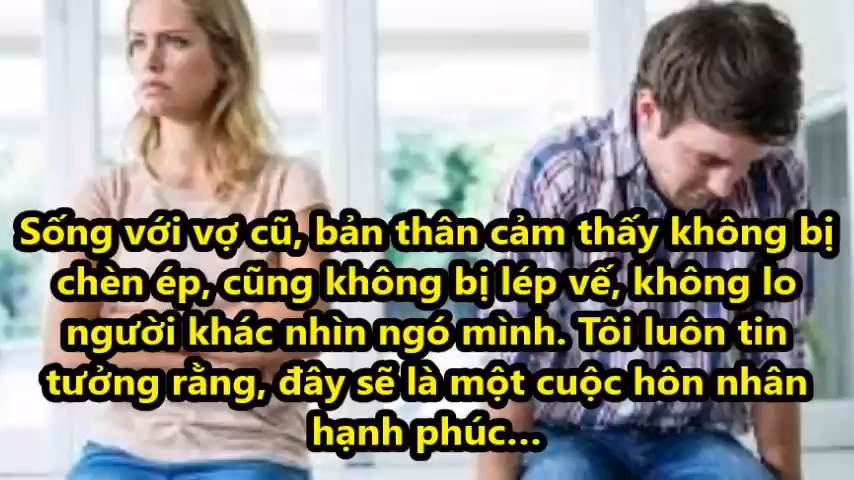 Sống với vợ cũ, bản thân cảm thấy không bị
chèn ép, cũng không bị lép vế, không lo
người khác nhìn ngó mình. Tôi luôn tin
tưởng rằng, đây sẽ là một cuộc hôn nhân
hạnh phúc...